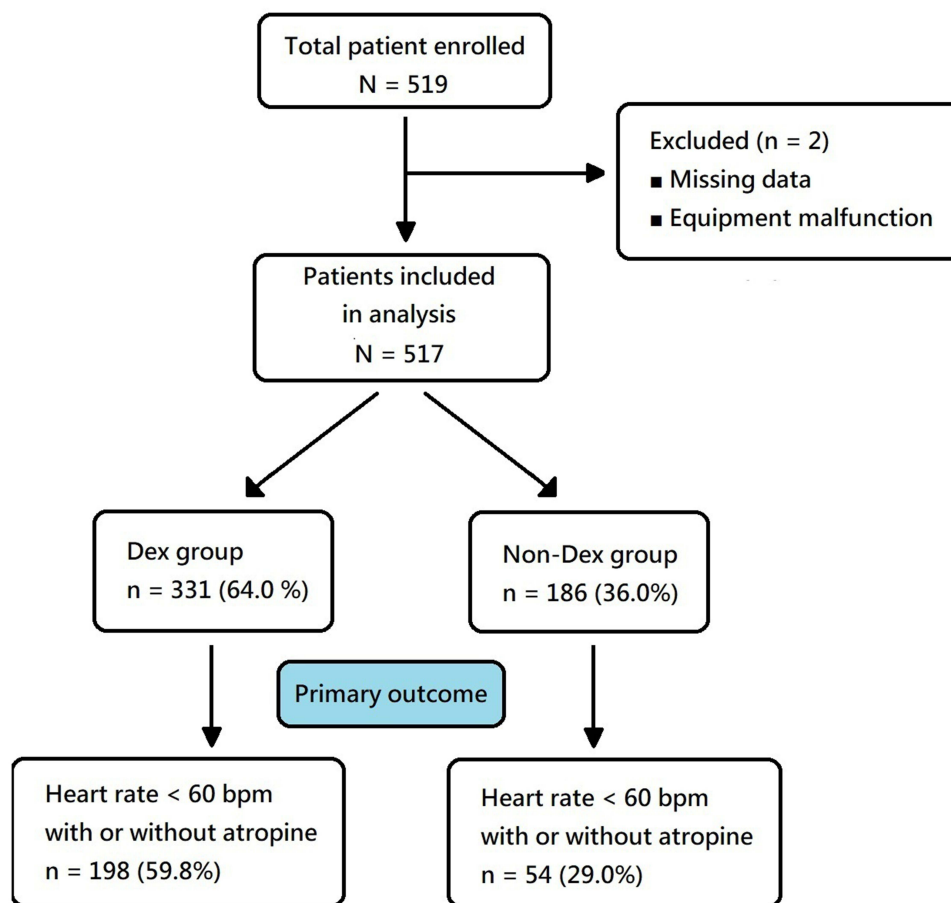 Total patient enrolled
N = 519
Excluded (n = 2)
▪ Missing data
▪ Equipment malfunction
Patients included
in analysis
N = 517
Dex group
n = 331 (64.0 %)
Non-Dex group
n = 186 (36.0%)
Primary outcome
Heart rate < 60 bpm
with or without atropine
n = 198 (59.8%)
Heart rate < 60 bpm
with or without atropine
n = 54 (29.0%)